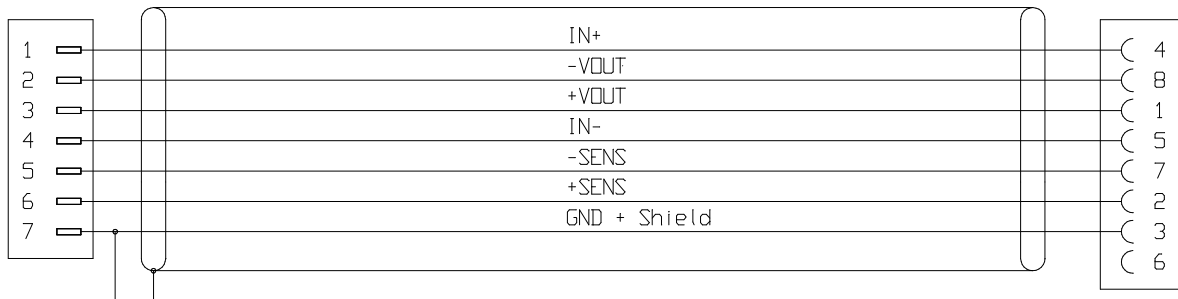 IN+
1 4
-VOUT
2 8
+VOUT
3 1
IN-
4 5
-SENS
5 7
+SENS
6 2
GND + Shield
7 3
6